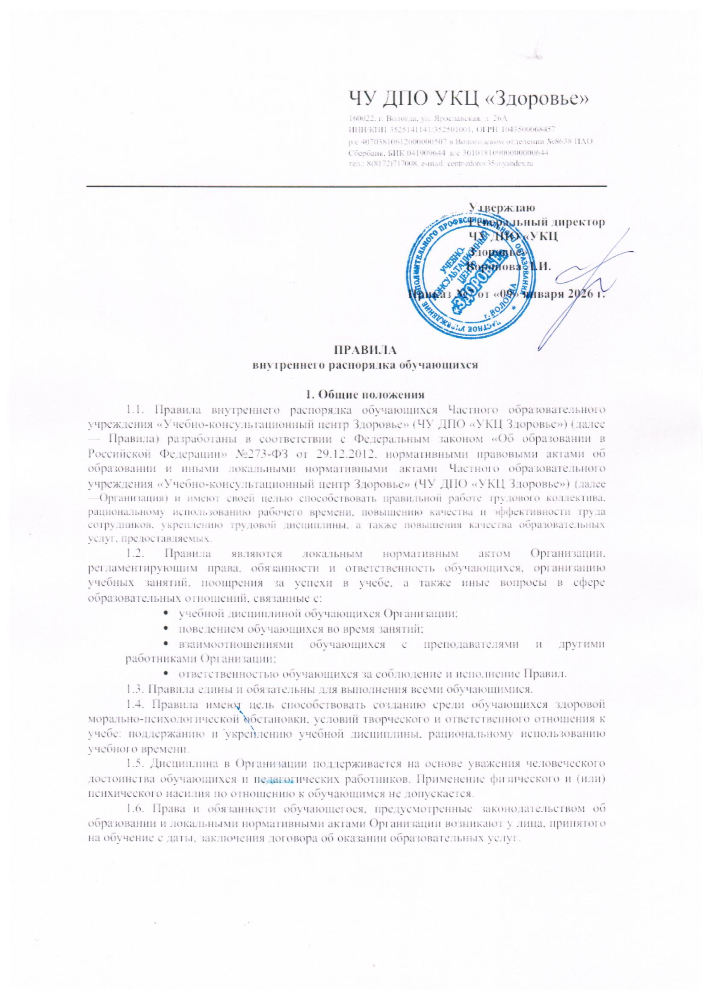 ЧУ ДПО УКЦ «Здоровье»
160022, г. Вологда, ул. Ярославская, д. 26А
ИНН/КПП 3525141141/352501001, ОГРН 1043500068457
р/с 40703810612000000507 в Вологодском отделении №8638 ПАО
Сбербанк, БИК 041909644 к/с 30101810900000000644
тел.: 8(8172)717008, e-mail: centr-zdorov35@yandex.ru
Утверждаю
Генеральный директор
ЧУ ДПО «УКЦ
Здоровье»
Воронова И.
Приказ от «09» января 2026 г.
ЧАСТНОЕ УЧРЕЖДЕНИЕ ДОПОЛНИТЕЛЬНОГО ПРОФЕССИОНАЛЬНОГО ОБРАЗОВАНИЯ *
УЧЕБНО-
КОНСУЛЬТАЦИОННЫЙ
ЦЕНТР
«ЗДОРОВЬЕ»
г. ВОЛОГДА
ПРАВИЛА
внутреннего распорядка обучающихся
1. Общие положения
1.1. Правила внутреннего распорядка обучающихся Частного образовательного
учреждения «Учебно-консультационный центр Здоровье» (ЧУ ДПО «УКЦ Здоровье») (далее
— Правила) разработаны в соответствии с Федеральным законом «Об образовании в
Российской Федерации» №273-ФЗ от 29.12.2012, нормативными правовыми актами об
образовании и иными локальными нормативными актами Частного образовательного
учреждения «Учебно-консультационный центр Здоровье» (ЧУ ДПО «УКЦ Здоровье») (далее
—Организация) и имеют своей целью способствовать правильной работе трудового коллектива,
рациональному использованию рабочего времени, повышению качества и эффективности труда
сотрудников, укреплению трудовой дисциплины, а также повышения качества образовательных
услуг, предоставляемых.
1.2. Правила являются локальным нормативным актом Организации,
регламентирующим права, обязанности и ответственность обучающихся, организацию
учебных занятий, поощрения за успехи в учебе, а также иные вопросы в сфере
образовательных отношений, связанные с:
• учебной дисциплиной обучающихся Организации;
• поведением обучающихся во время занятий;
• взаимоотношениями обучающихся с преподавателями и другими
работниками Организации;
• ответственностью обучающихся за соблюдение и исполнение Правил.
1.3. Правила едины и обязательны для выполнения всеми обучающимися.
1.4. Правила имеют цель способствовать созданию среди обучающихся здоровой
морально-психологической обстановки, условий творческого и ответственного отношения к
учебе; поддержанию и укреплению учебной дисциплины, рациональному использованию
учебного времени.
1.5. Дисциплина в Организации поддерживается на основе уважения человеческого
достоинства обучающихся и педагогических работников. Применение физического и (или)
психического насилия по отношению к обучающимся не допускается.
1.6. Права и обязанности обучающегося, предусмотренные законодательством об
образовании и локальными нормативными актами Организации возникают у лица, принятого
на обучение с даты, заключения договора об оказании образовательных услуг.